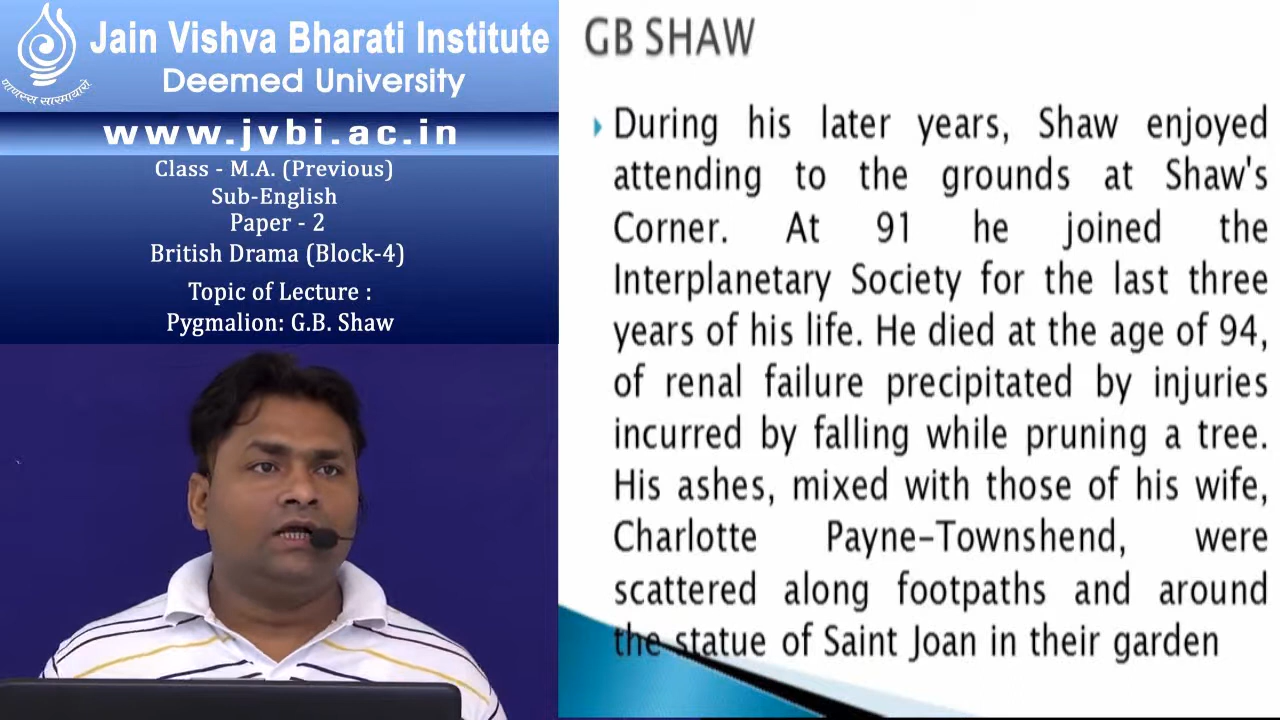 Jain Vishva Bharati Institute
Deemed University
www.jvbi.ac.in
Class - M.A. (Previous)
Sub-English
Paper - 2
British Drama (Block-4)
Topic of Lecture :
Pygmalion: G.B. Shaw
GB SHAW
During his later years, Shaw enjoyed
attending to the grounds at Shaw's
Corner. At 91 he joined the
Interplanetary Society for the last three
years of his life. He died at the age of 94,
of renal failure precipitated by injuries
incurred by falling while pruning a tree.
His ashes, mixed with those of his wife,
Charlotte Payne-Townshend, were
scattered along footpaths and around
the statue of Saint Joan in their garden